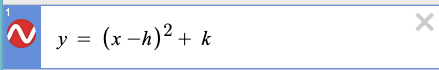 1
y = (x – h)² + k